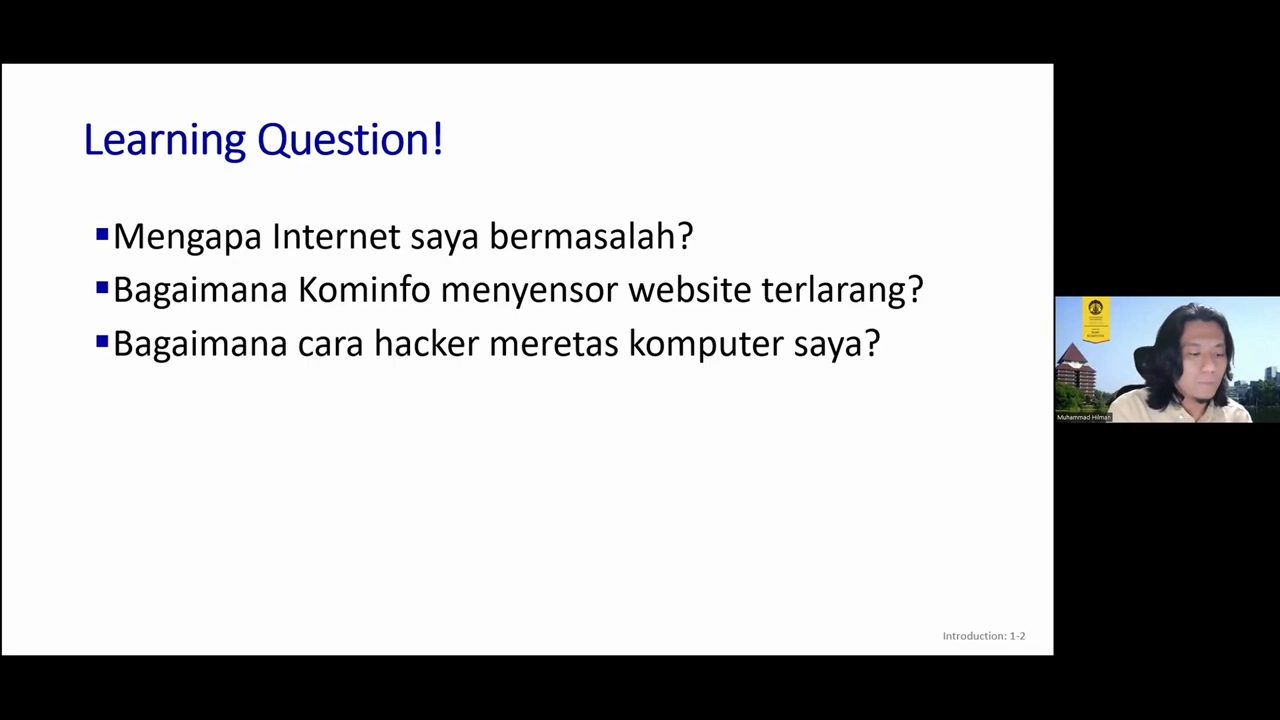 Learning Question!
Mengapa Internet saya bermasalah?
Bagaimana Kominfo menyensor website terlarang?
Bagaimana cara hacker meretas komputer saya?
Introduction: 1-2
Muhammad Hilman